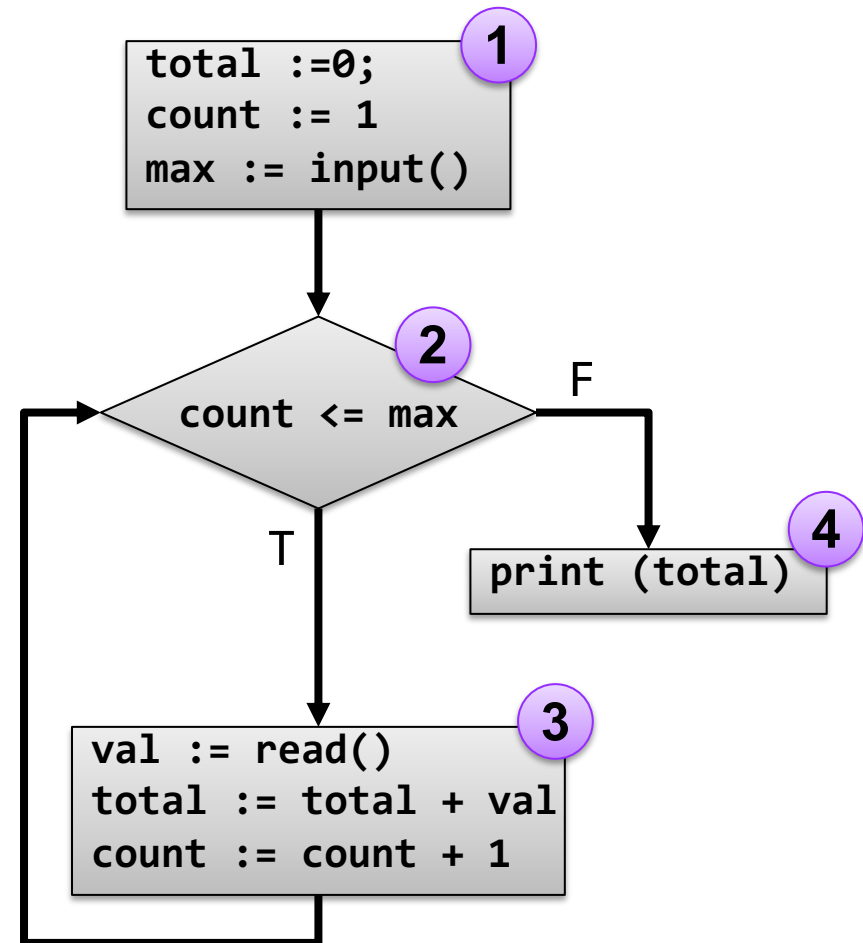 1
total :=0;
count := 1
max := input()
2
count <= max
F
T
4
print (total)
3
val := read()
total := total + val
count := count + 1